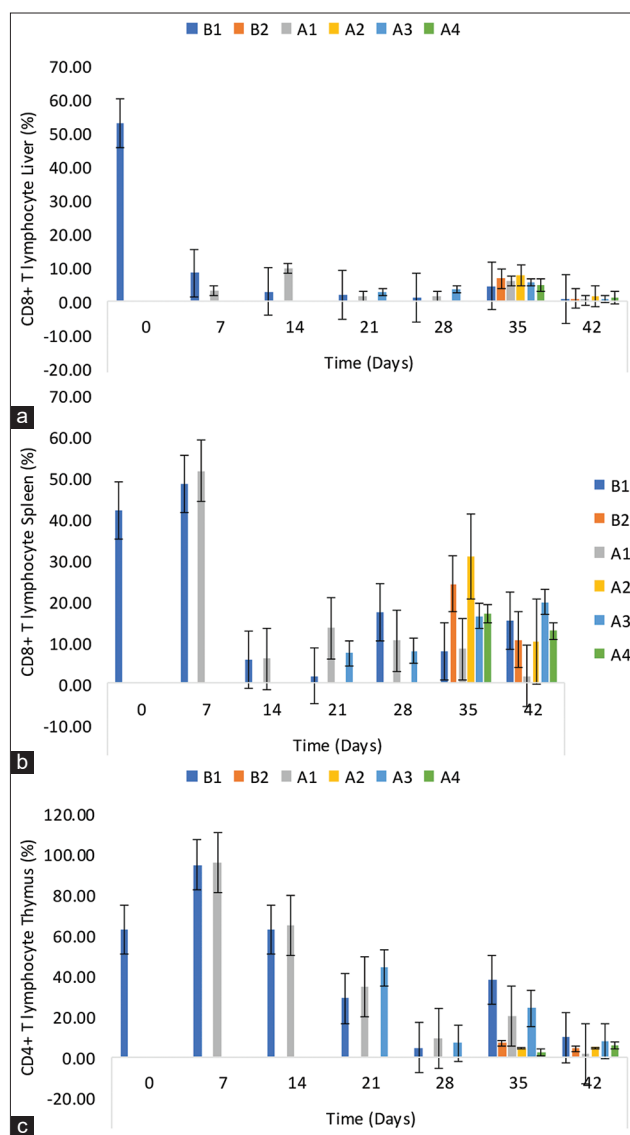 B1 B2 A1 A2 A3 A4
CD8+ T lymphocyte Liver (%)
70.00
60.00
50.00
40.00
30.00
20.00
10.00
0.00
-10.00
-20.00
0 7 14 21 28 35 42
Time (Days)
a
CD8+ T lymphocyte Spleen (%)
70.00
60.00
50.00
40.00
30.00
20.00
10.00
0.00
-10.00
0 7 14 21 28 35 42
Time (Days)
B1
B2
A1
A2
A3
A4
b
B1 B2 A1 A2 A3 A4
CD4+ T lymphocyte Thymus (%)
120.00
100.00
80.00
60.00
40.00
20.00
0.00
-20.00
0 7 14 21 28 35 42
Time (Days)
c